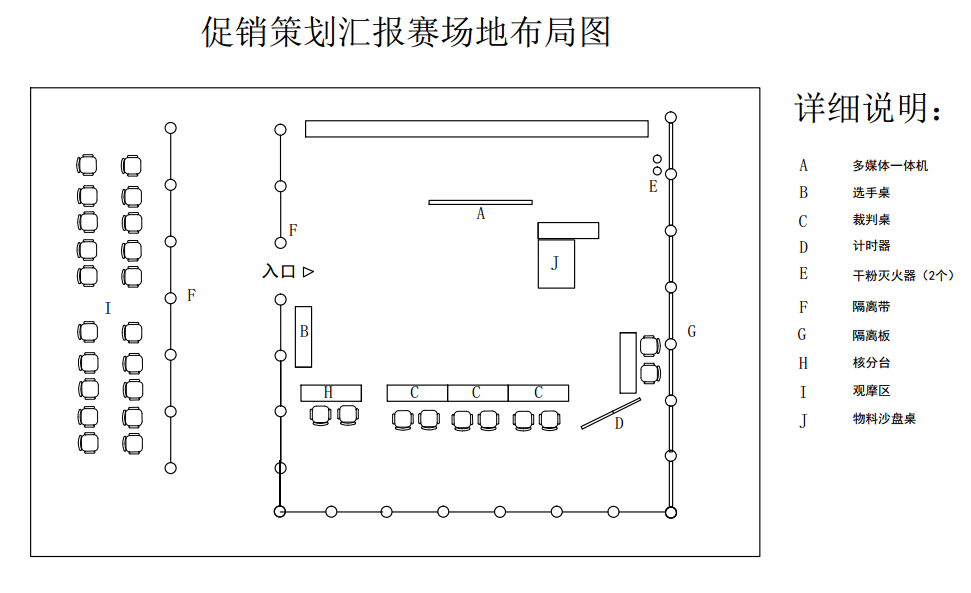 促销策划汇报赛场地布局图
详细说明：
A 多媒体一体机
B 选手桌
C 裁判桌
D 计时器
E 干粉灭火器（2个）
F 隔离带
G 隔离板
H 核分台
I 观摩区
J 物料沙盘桌
E
A
F
J
入口
F
I
B
G
H
C
C
C
D